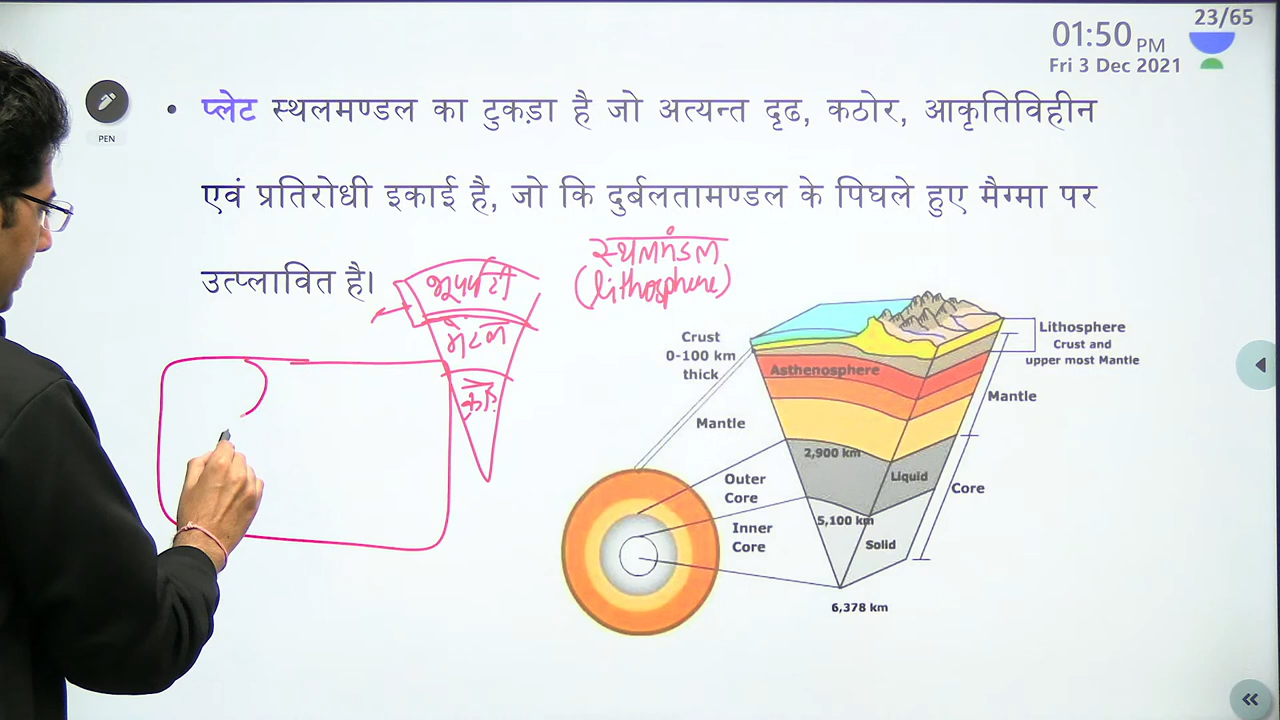 23/65
01:50 PM
Fri 3 Dec 2021
PEN
• प्लेट स्थलमण्डल का टुकड़ा है जो अत्यन्त दृढ, कठोर, आकृतिविहीन
एवं प्रतिरोधी इकाई है, जो कि दुर्बलतामण्डल के पिघले हुए मैग्मा पर
उत्प्लावित है।
स्थलमंडल
(lithosphere)
भूपर्पटी
मेंटल
Crust
0-100 km
thick
Asthenosphere
Lithosphere
Crust and
upper most Mantle
Mantle
Mantle
2,900 km
Liquid
Outer
Core
Core
5,100 km
Inner
Core
Solid
6,378 km